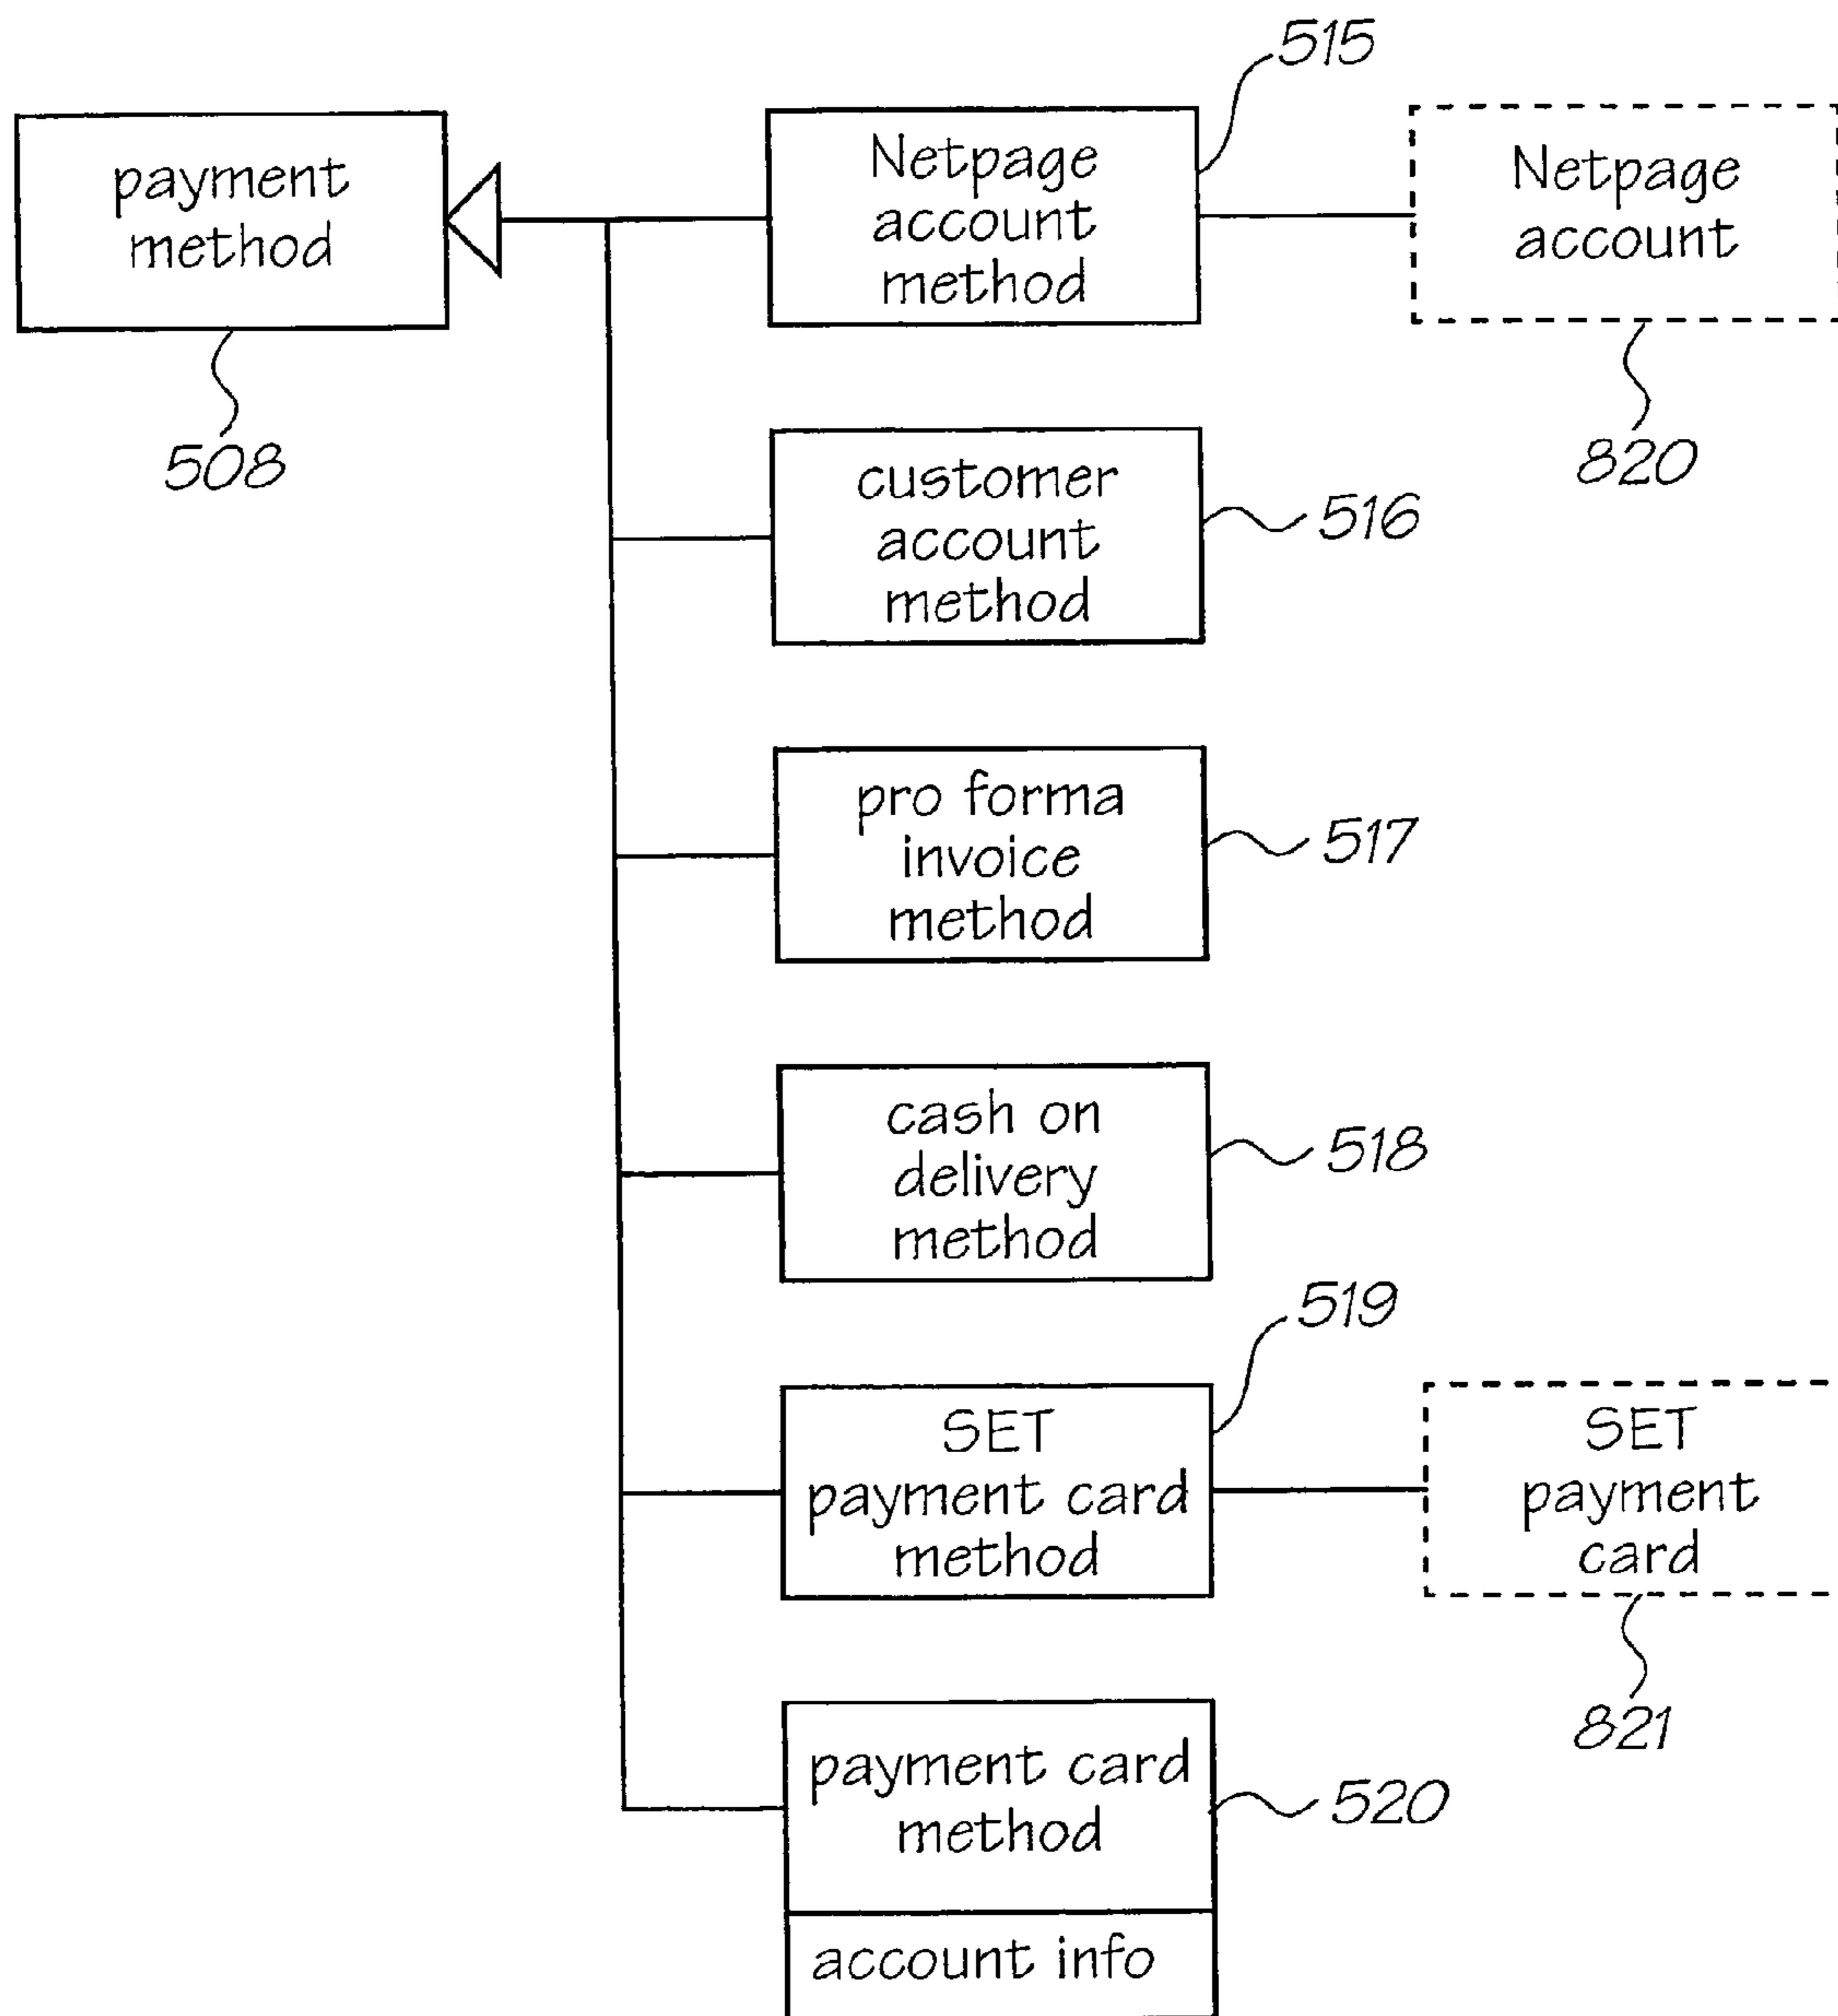 515
payment
method
508
Netpage
account
method
Netpage
account
820
customer
account
method
516
pro forma
invoice
method
517
cash on
delivery
method
518
519
SET
payment card
method
SET
payment
card
821
payment card
method
520
account info